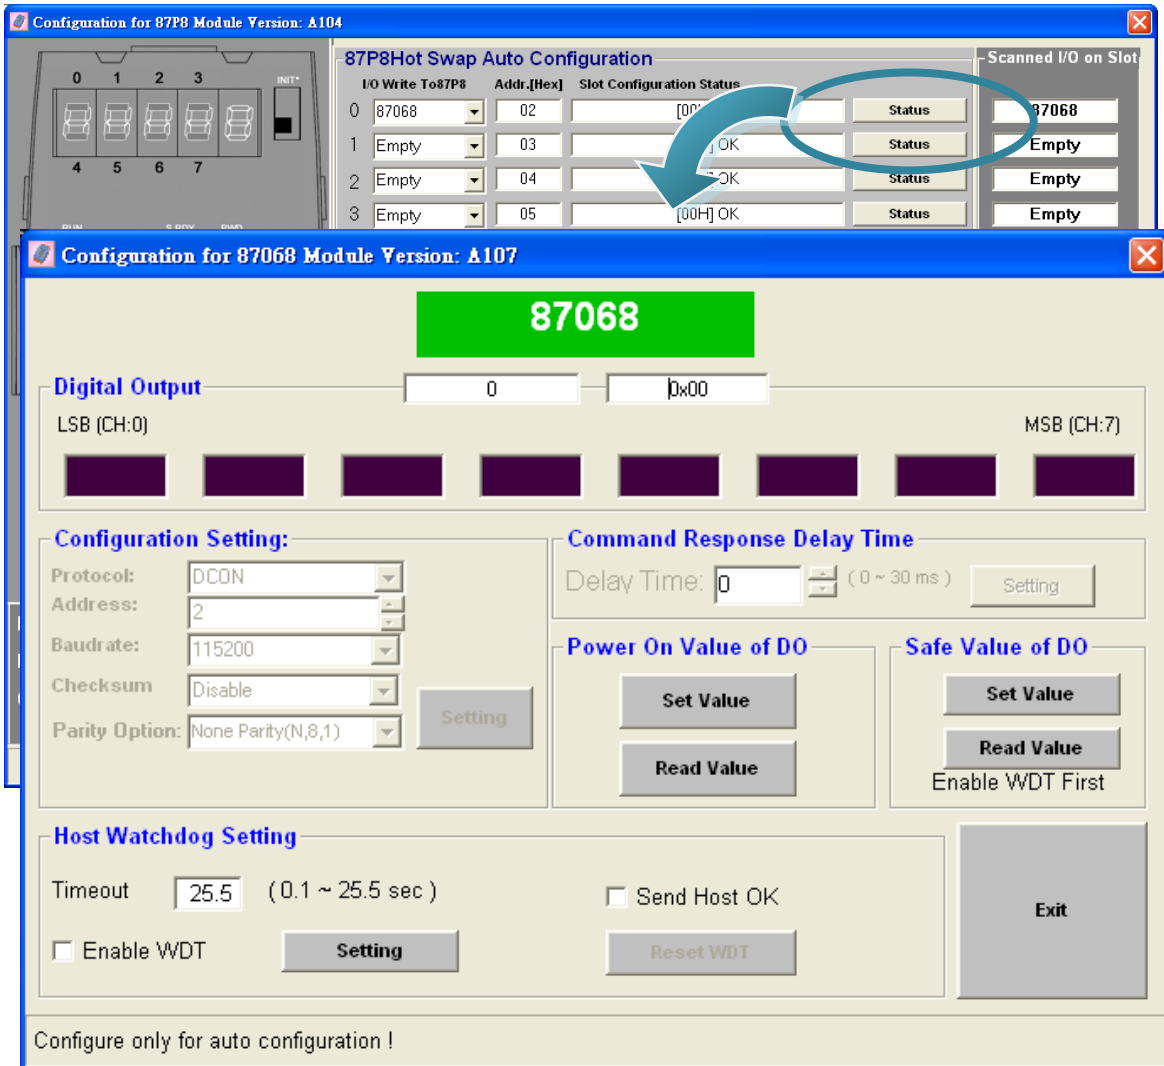 Configuration for 87P8 Module Version: A104
0 1 2 3 INIT*
4 5 6 7
87P8Hot Swap Auto Configuration
Scanned I/O on Slot
I/O Write To87P8 Addr.[Hex] Slot Configuration Status
0 87068 02 Status 87068
1 Empty 03 OK Status Empty
2 Empty 04 OK Status Empty
3 Empty 05 [00H] OK Status Empty
Configuration for 87068 Module Version: A107
87068
Digital Output 0 0x00
LSB (CH:0) MSB (CH:7)
Configuration Setting:
Protocol: DCON
Address: 2
Baudrate: 115200
Checksum Disable
Parity Option: None Parity(N,8,1)
Setting
Command Response Delay Time
Delay Time: 0 ( 0 ~ 30 ms ) Setting
Power On Value of DO
Set Value
Read Value
Safe Value of DO
Set Value
Read Value
Enable WDT First
Host Watchdog Setting
Timeout 25.5 ( 0.1 ~ 25.5 sec )
Send Host OK
Enable WDT Setting Reset WDT
Exit
Configure only for auto configuration !